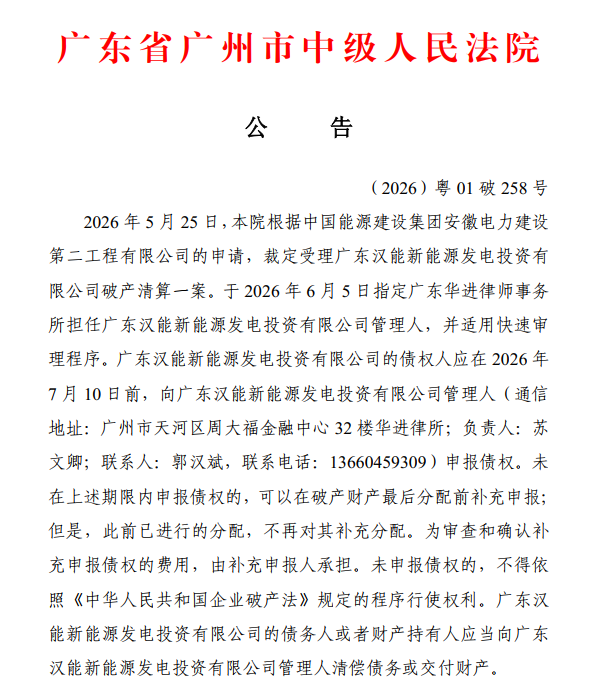 广东省广州市中级人民法院
公 告
（2026）粤 01 破 258 号
2026 年 5 月 25 日，本院根据中国能源建设集团安徽电力建设
第二工程有限公司的申请，裁定受理广东汉能新能源发电投资有
限公司破产清算一案。于 2026 年 6 月 5 日指定广东华进律师事务
所担任广东汉能新能源发电投资有限公司管理人，并适用快速审
理程序。广东汉能新能源发电投资有限公司的债权人应在 2026 年
7 月 10 日前，向广东汉能新能源发电投资有限公司管理人（通信
地址：广州市天河区周大福金融中心 32 楼华进律所；负责人：苏
文卿；联系人：郭汉斌，联系电话：13660459309）申报债权。未
在上述期限内申报债权的，可以在破产财产最后分配前补充申报；
但是，此前已进行的分配，不再对其补充分配。为审查和确认补
充申报债权的费用，由补充申报人承担。未申报债权的，不得依
照《中华人民共和国企业破产法》规定的程序行使权利。广东汉
能新能源发电投资有限公司的债务人或者财产持有人应当向广东
汉能新能源发电投资有限公司管理人清偿债务或交付财产。